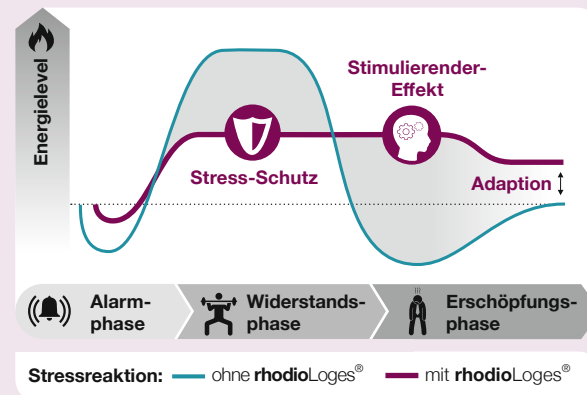 Energielevel
Stimulierender-
Effekt
Stress-Schutz
Adaption
Alarm-
phase
Widerstands-
phase
Erschöpfungs-
phase
Stressreaktion: ohne rhodioLoges® mit rhodioLoges®